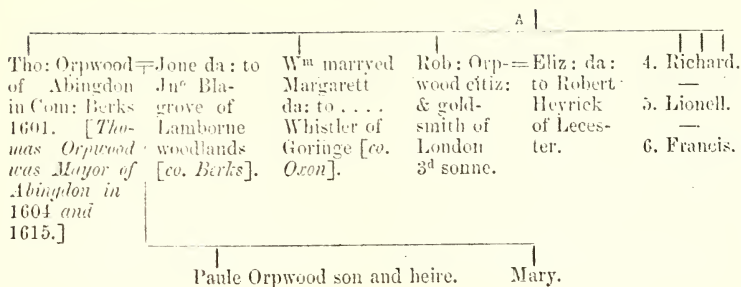 A
Tho: Orpwood=Jone da: to
of Abingdon
in Com: Berks
1601. [Tho-
mas Orpwood
was Mayor of
Abingdon in
1604 and
1615.]
Jnº Bla-
grove of
Lamborne
woodlands
[co. Berks].
Wm marryed
Margarett
da: to ....
Whistler of
Goringe [co.
Oxon].
Rob: Orp-=Eliz: da:
wood citiz:
& gold-
smith of
London
3d sonne.
to Robert
Heyrick
of Leces-
ter.
4. Richard.
—
5. Lionell.
—
6. Francis.
Paule Orpwood son and heire.
Mary.